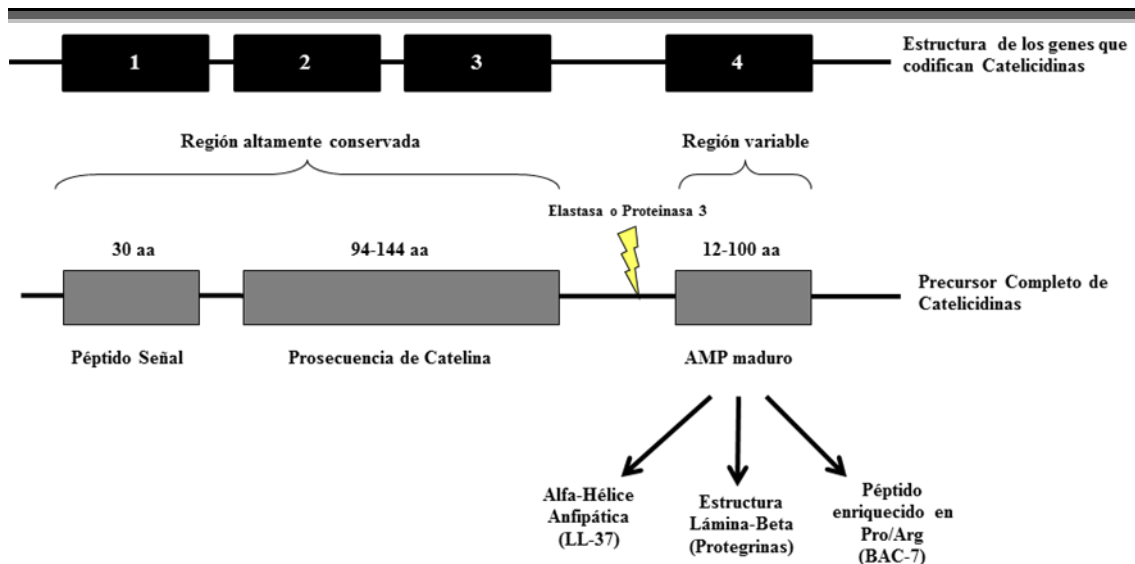 1
2
3
4
Estructura de los genes que
codifican Catelicidinas
Región altamente conservada
Región variable
Elastasa o Proteinasa 3
30 aa
94-144 aa
12-100 aa
Precursor Completo de
Catelicidinas
Péptido Señal
Prosecuencia de Catelina
AMP maduro
Alfa-Hélice
Anfipática
(LL-37)
Estructura
Lámina-Beta
(Protegrinas)
Péptido
enriquecido en
Pro/Arg
(BAC-7)